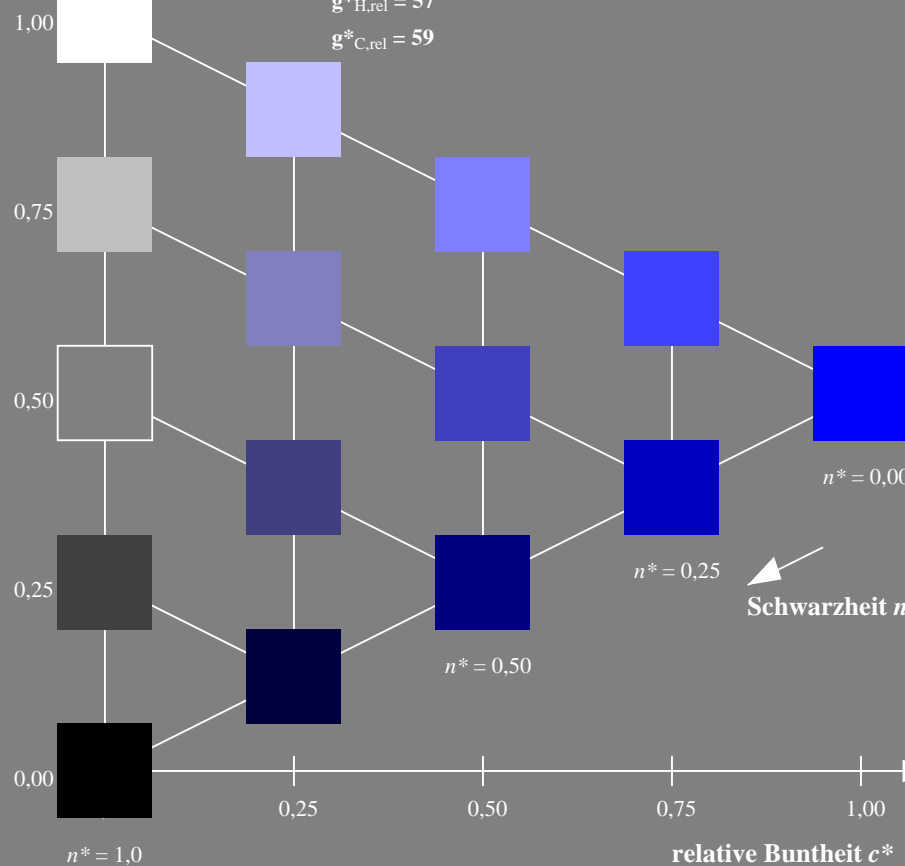 g*H,rel = 57
1,00
g*C,rel = 59
0,75
0,50
n* = 0,00
n* = 0,25
0,25
Schwarzheit n
n* = 0,50
0,00
0,25 0,50 0,75 1,00
n* = 1,0
relative Buntheit c*